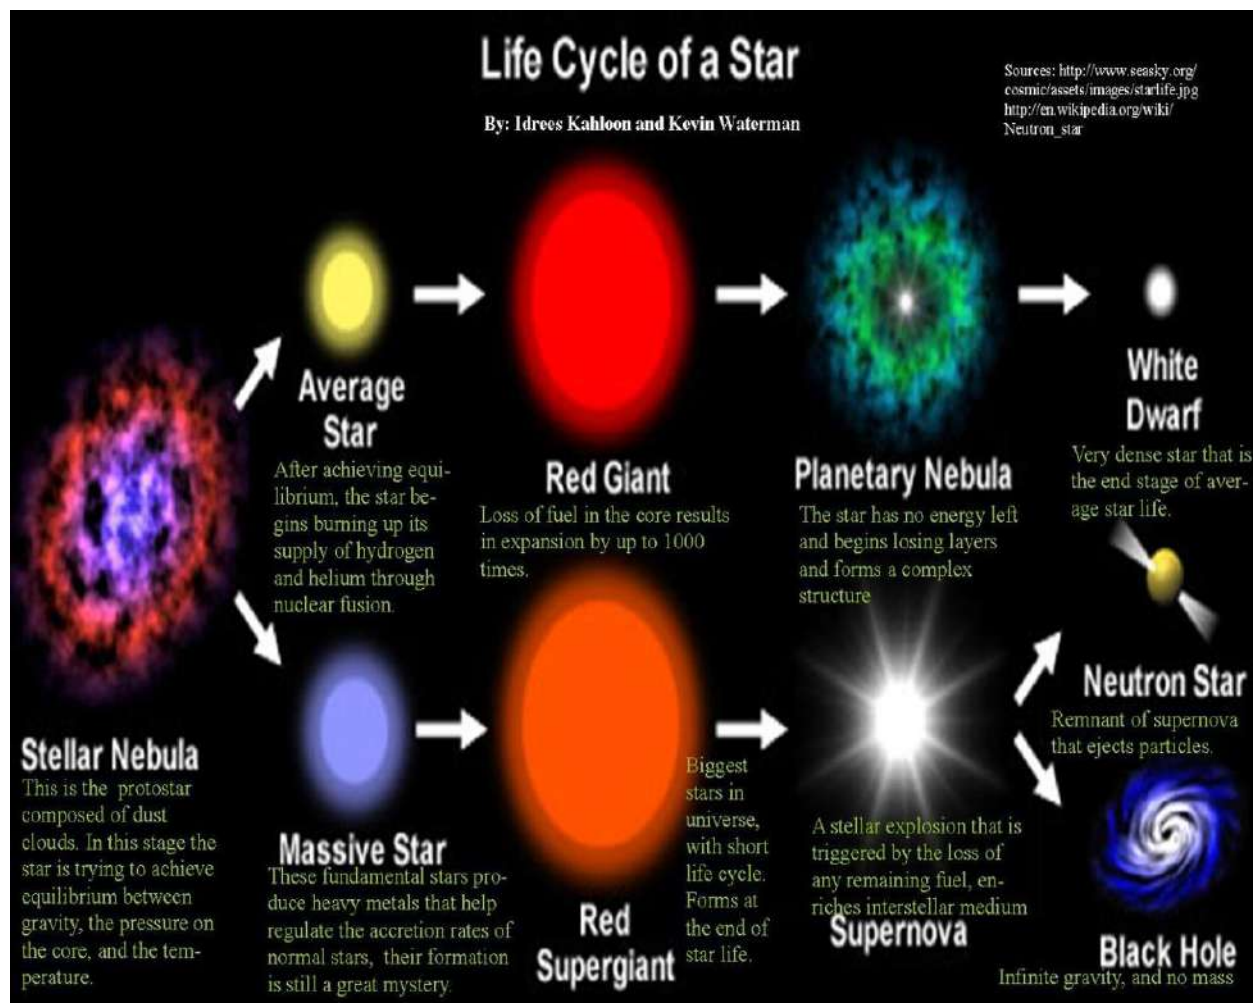 Life Cycle of a Star
By: Idrees Kahloon and Kevin Waterman
Sources: http://www.seasky.org/
cosmic/assets/images/starlife.jpg
http://en.wikipedia.org/wiki/
Neutron_star
Average
Star
After achieving equi-
librium, the star be-
gins burning up its
supply of hydrogen
and helium through
nuclear fusion.
Red Giant
Loss of fuel in the core results
in expansion by up to 1000
times.
Planetary Nebula
The star has no energy left
and begins losing layers
and forms a complex
structure
White
Dwarf
Very dense star that is
the end stage of aver-
age star life.
Stellar Nebula
This is the protostar
composed of dust
clouds. In this stage the
star is trying to achieve
equilibrium between
gravity, the pressure on
the core, and the tem-
perature.
Massive Star
These fundamental stars pro-
duce heavy metals that help
regulate the accretion rates of
normal stars, their formation
is still a great mystery.
Red
Supergiant
Biggest
stars in
universe,
with short
life cycle.
Forms at
the end of
star life.
A stellar explosion that is
triggered by the loss of
any remaining fuel, en-
riches interstellar medium
Supernova
Neutron Star
Remnant of supernova
that ejects particles.
Black Hole
Infinite gravity, and no mass